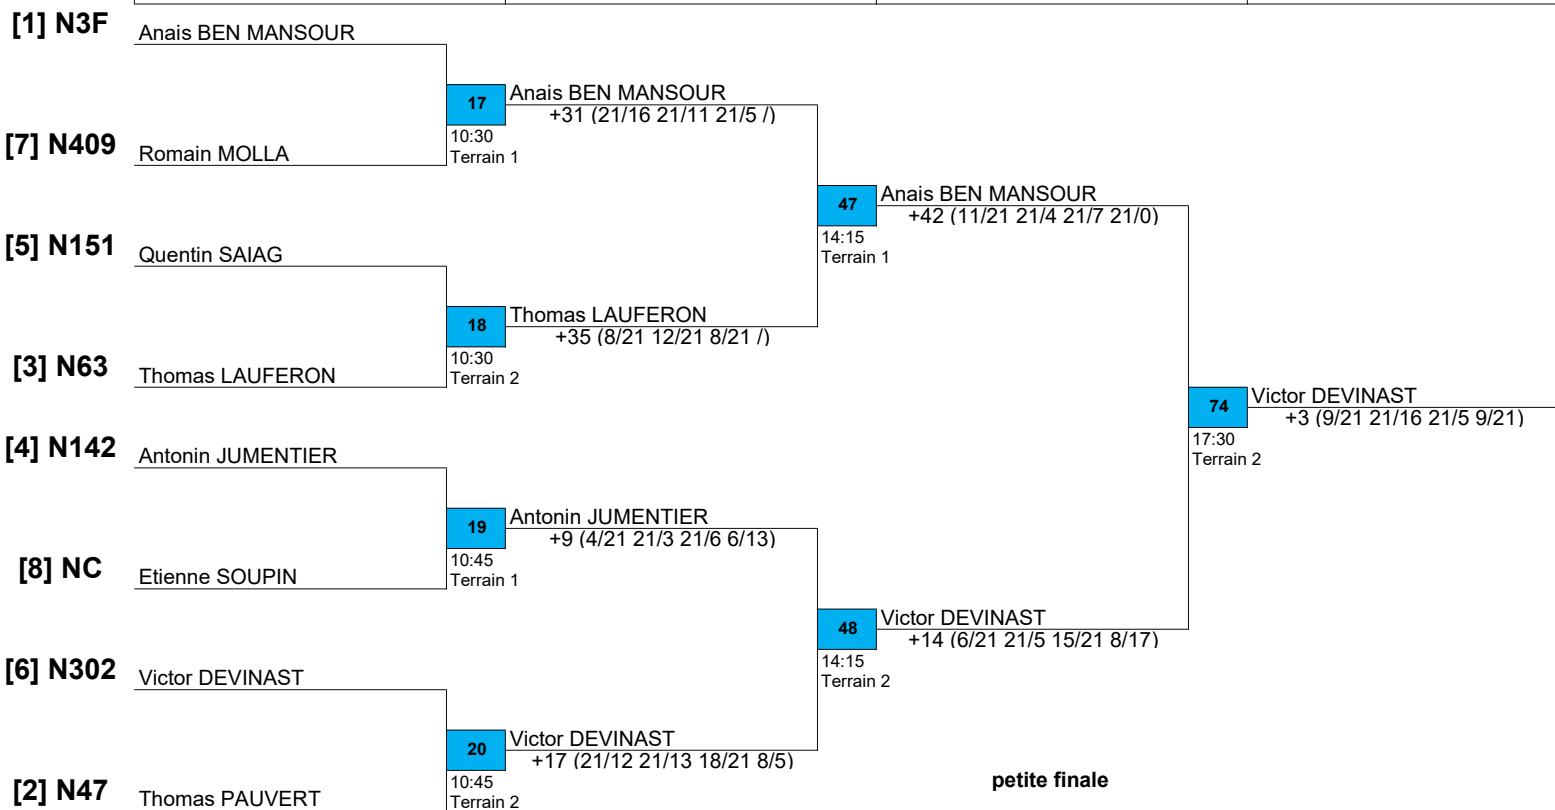 [1] N3F
Anais BEN MANSOUR
17
Anais BEN MANSOUR
+31 (21/16 21/11 21/5 /)
10:30
Terrain 1
[7] N409
Romain MOLLA
47
Anais BEN MANSOUR
+42 (11/21 21/4 21/7 21/0)
14:15
Terrain 1
[5] N151
Quentin SAIAG
18
Thomas LAUFERON
+35 (8/21 12/21 8/21 /)
10:30
Terrain 2
[3] N63
Thomas LAUFERON
74
Victor DEVINAST
+3 (9/21 21/16 21/5 9/21)
17:30
Terrain 2
[4] N142
Antonin JUMENTIER
19
Antonin JUMENTIER
+9 (4/21 21/3 21/6 6/13)
10:45
Terrain 1
[8] NC
Etienne SOUPIN
48
Victor DEVINAST
+14 (6/21 21/5 15/21 8/17)
14:15
Terrain 2
[6] N302
Victor DEVINAST
20
Victor DEVINAST
+17 (21/12 21/13 18/21 8/5)
10:45
Terrain 2
[2] N47
Thomas PAUVERT
petite finale